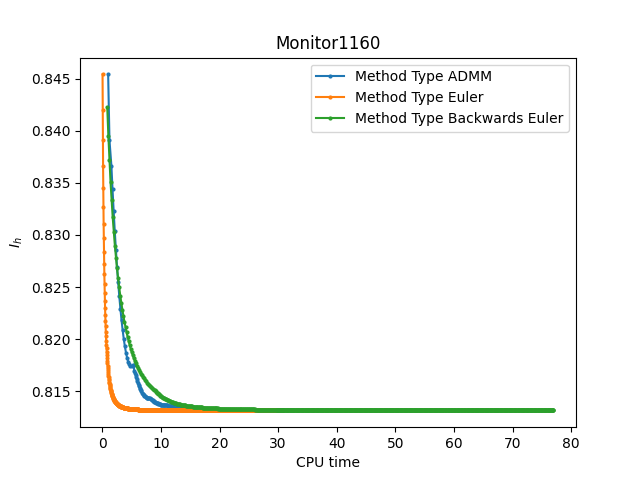 Monitor1160
Method Type ADMM
Method Type Euler
Method Type Backwards Euler
0.845
0.840
0.835
0.830
0.825
0.820
0.815
I_h
0 10 20 30 40 50 60 70 80
CPU time